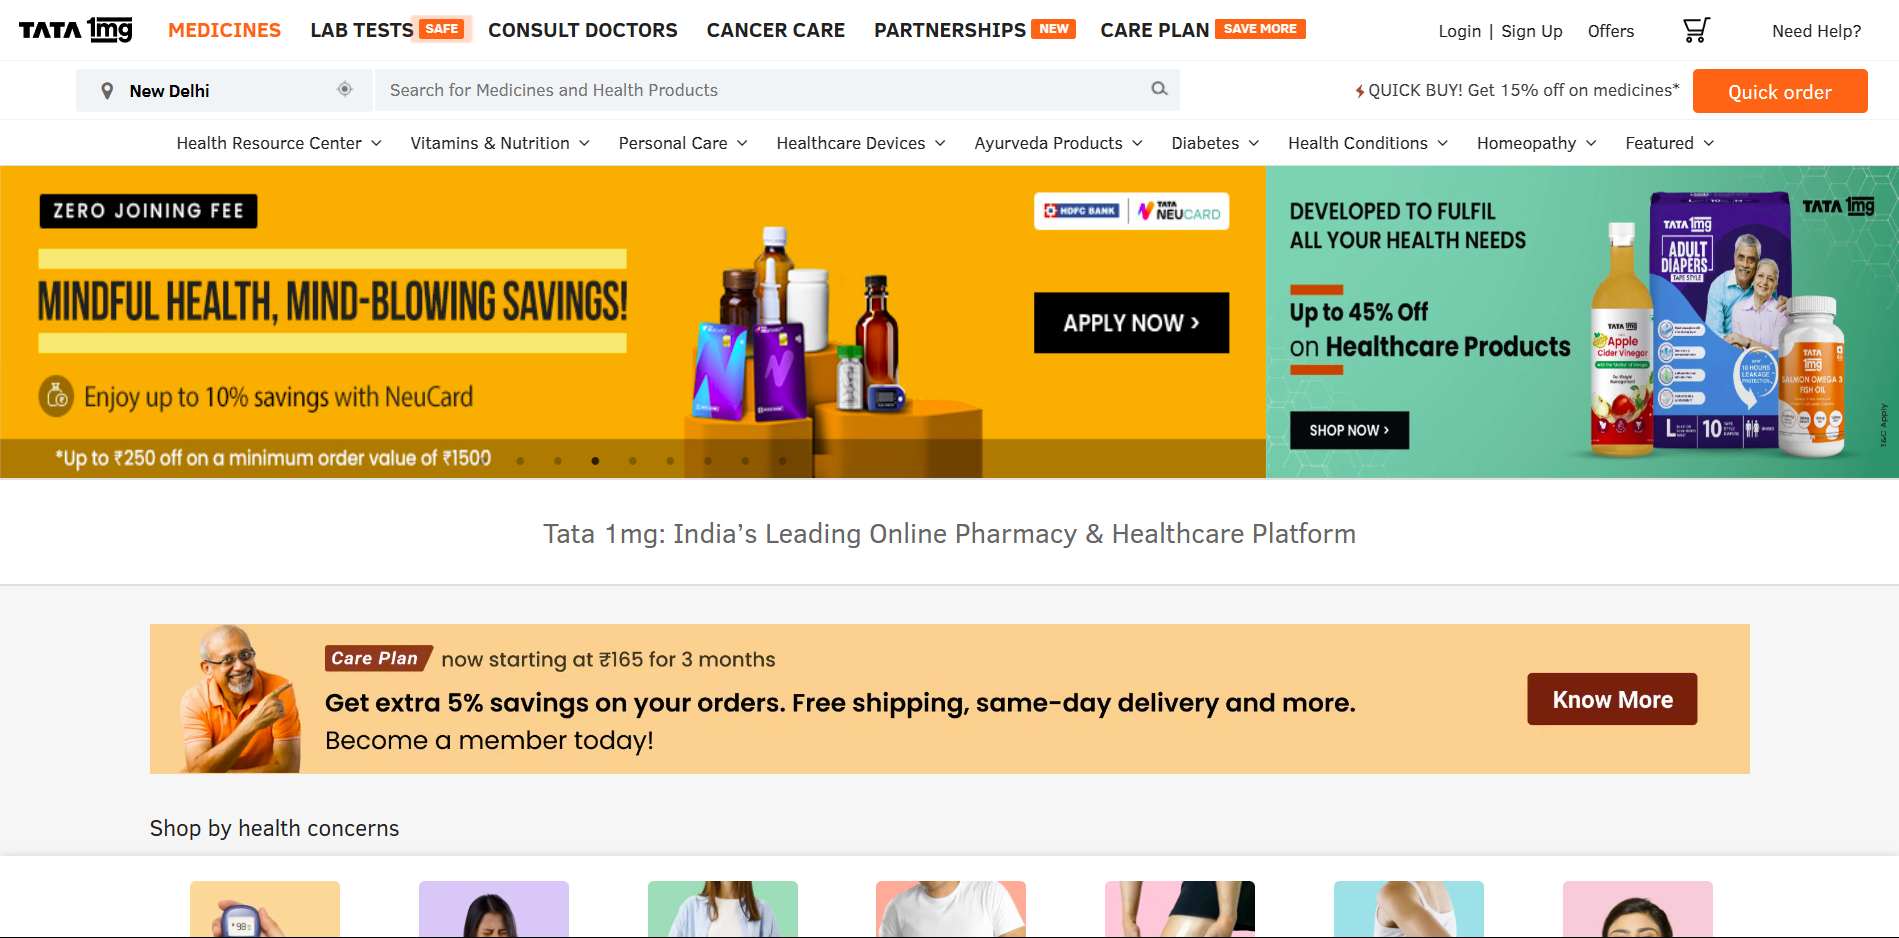 TATA 1mg
MEDICINES
LAB TESTS SAFE
CONSULT DOCTORS
CANCER CARE
PARTNERSHIPS NEW
CARE PLAN SAVE MORE
Login | Sign Up
Offers
Need Help?
New Delhi
Search for Medicines and Health Products
QUICK BUY! Get 15% off on medicines*
Quick order
Health Resource Center
Vitamins & Nutrition
Personal Care
Healthcare Devices
Ayurveda Products
Diabetes
Health Conditions
Homeopathy
Featured
ZERO JOINING FEE
MINDFUL HEALTH, MIND-BLOWING SAVINGS!
Enjoy up to 10% savings with NeuCard
*Up to ₹250 off on a minimum order value of ₹1500
HDFC BANK
TATA
NEUCARD
APPLY NOW ›
DEVELOPED TO FULFIL
ALL YOUR HEALTH NEEDS
Up to 45% Off
on Healthcare Products
SHOP NOW ›
TATA 1mg
TATA 1mg
Apple
Cider Vinegar
TATA 1mg
ADULT
DIAPERS
TAPE STYLE
10 HOURS
LEAKAGE
PROTECTION
L
10
TATA
1mg
SALMON OMEGA 3
FISH OIL
T&C Apply
Tata 1mg: India’s Leading Online Pharmacy & Healthcare Platform
Care Plan now starting at ₹165 for 3 months
Get extra 5% savings on your orders. Free shipping, same-day delivery and more.
Become a member today!
Know More
Shop by health concerns
98